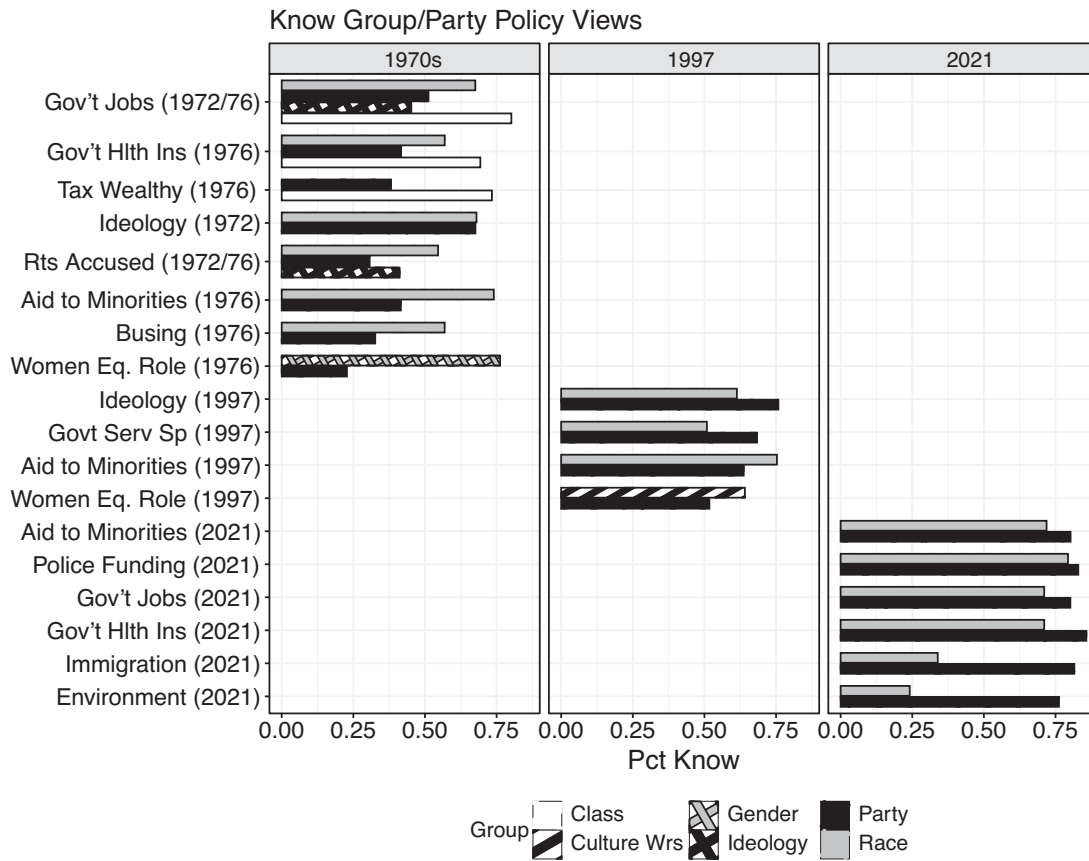 Know Group/Party Policy Views
1970s 1997 2021
Gov't Jobs (1972/76)
Gov't Hlth Ins (1976)
Tax Wealthy (1976)
Ideology (1972)
Rts Accused (1972/76)
Aid to Minorities (1976)
Busing (1976)
Women Eq. Role (1976)
Ideology (1997)
Govt Serv Sp (1997)
Aid to Minorities (1997)
Women Eq. Role (1997)
Aid to Minorities (2021)
Police Funding (2021)
Gov't Jobs (2021)
Gov't Hlth Ins (2021)
Immigration (2021)
Environment (2021)
0.00 0.25 0.50 0.75 0.00 0.25 0.50 0.75 0.00 0.25 0.50 0.75
Pct Know
Group
Class Gender Party
Culture Wrs Ideology Race